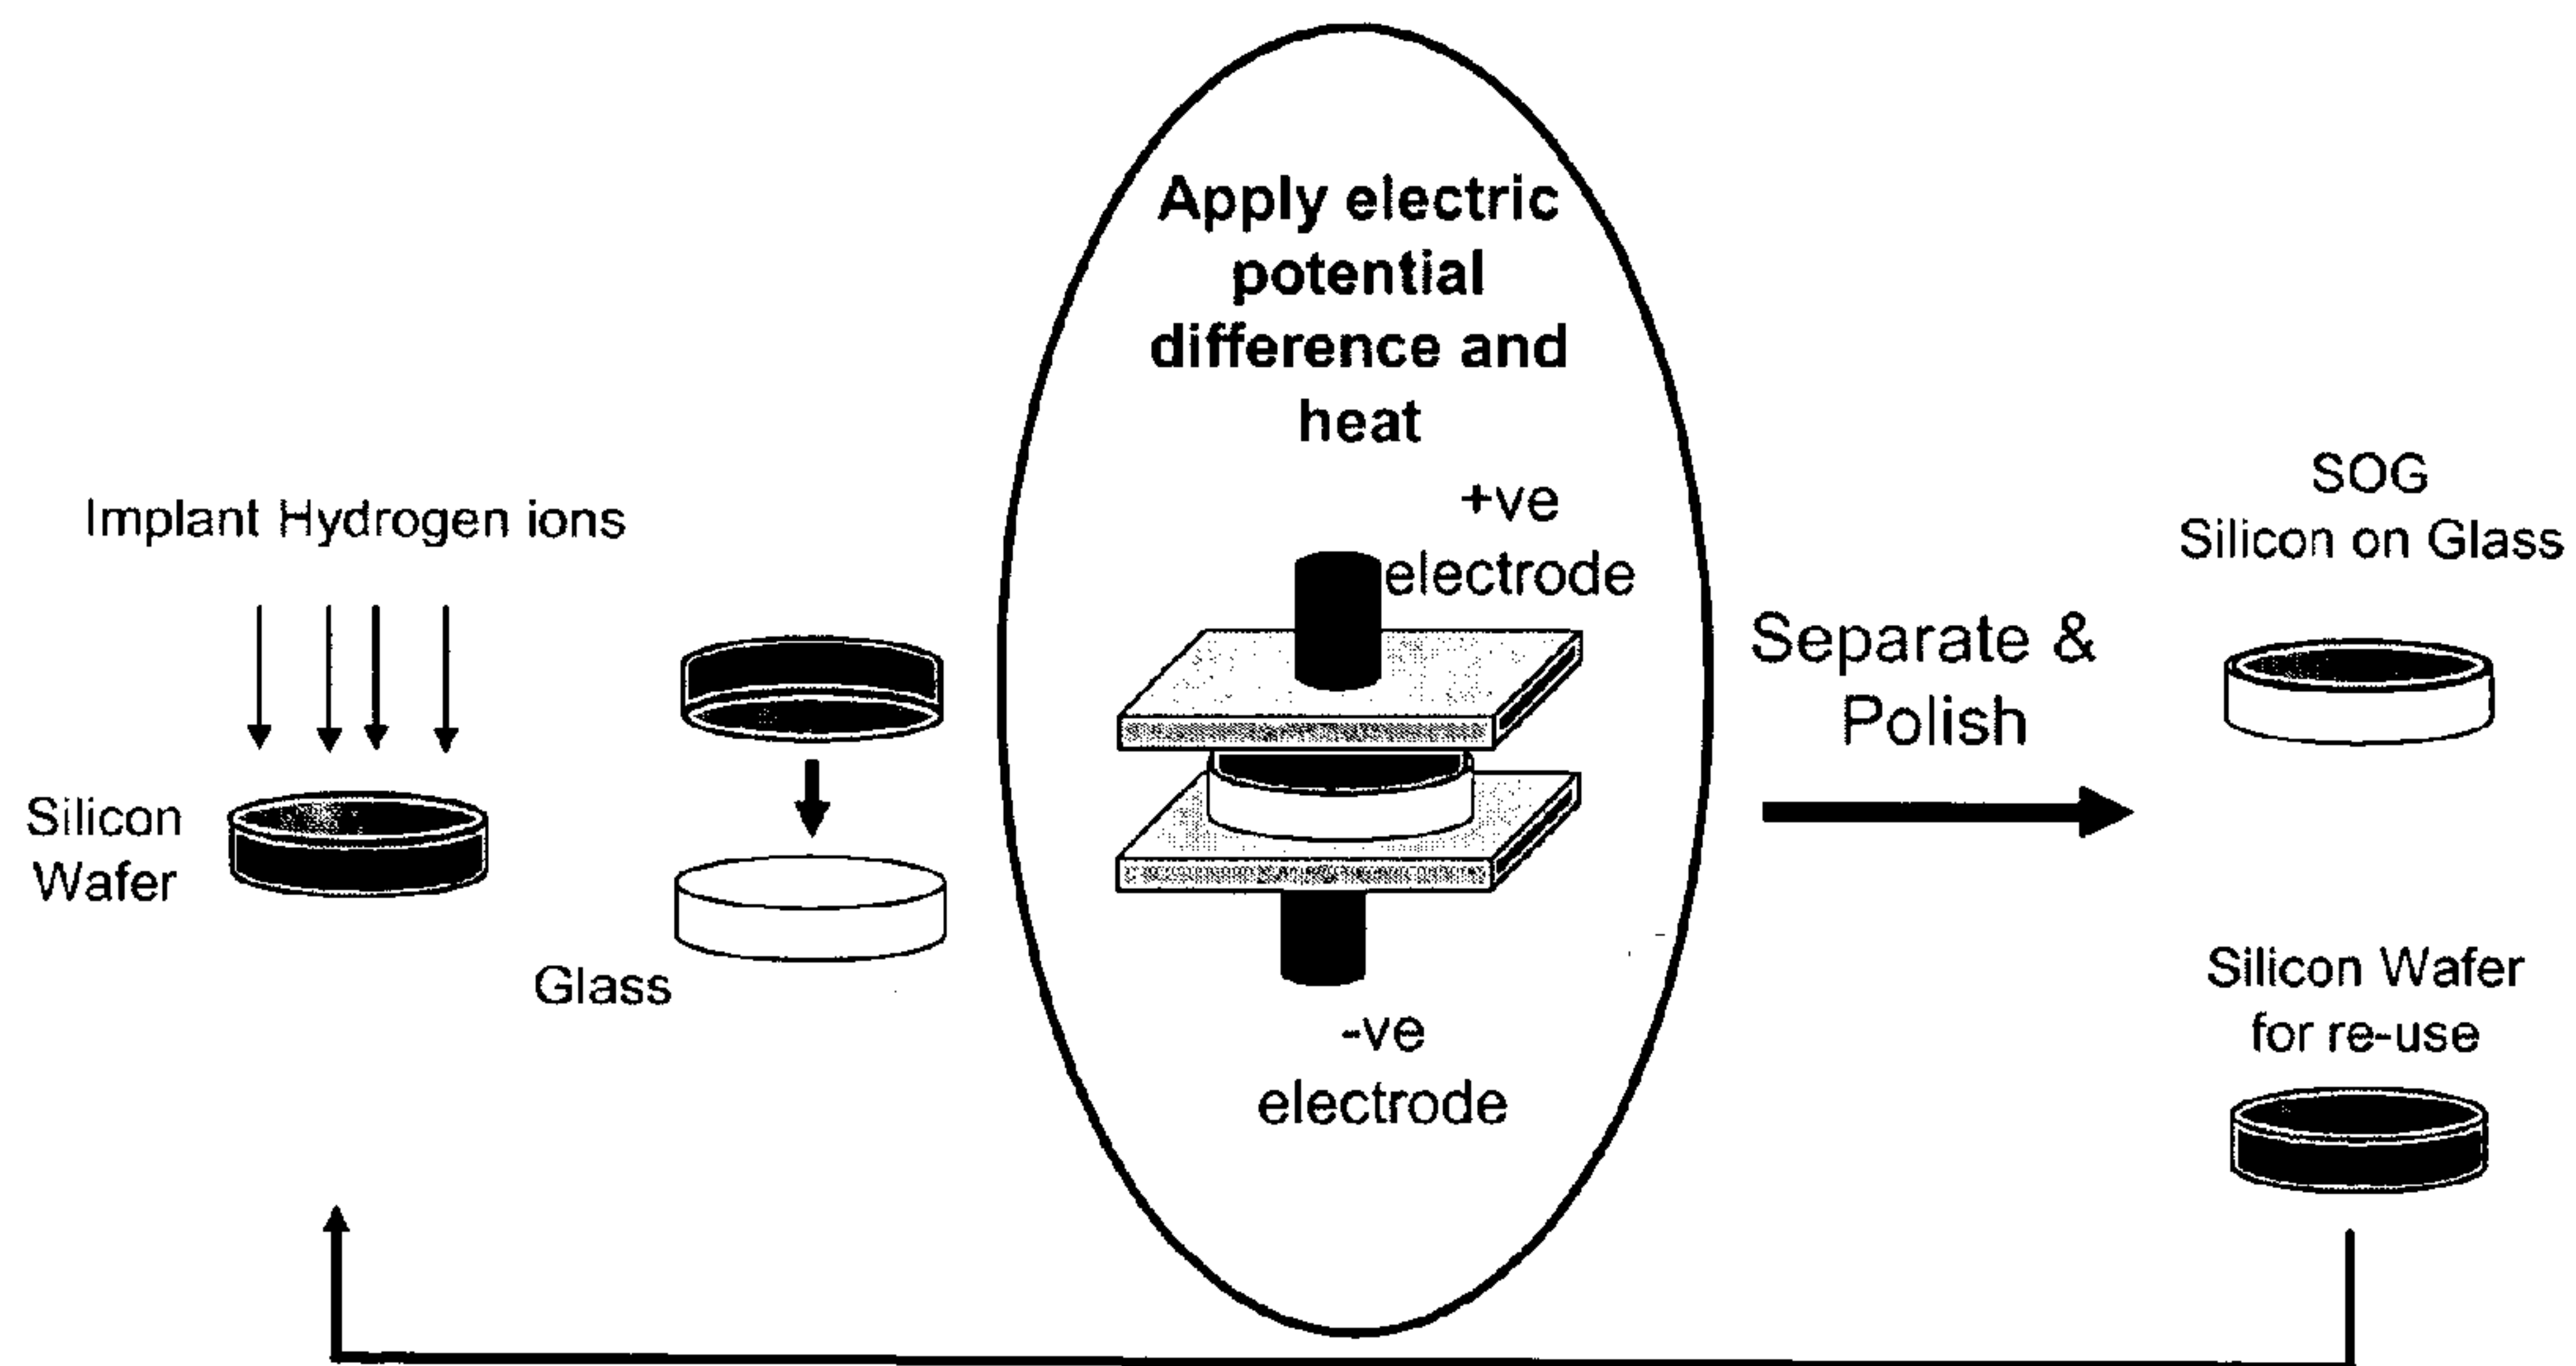 Implant Hydrogen ions
Silicon
Wafer
Glass
Apply electric
potential
difference and
heat
+ve
electrode
-ve
electrode
Separate &
Polish
SOG
Silicon on Glass
Silicon Wafer
for re-use